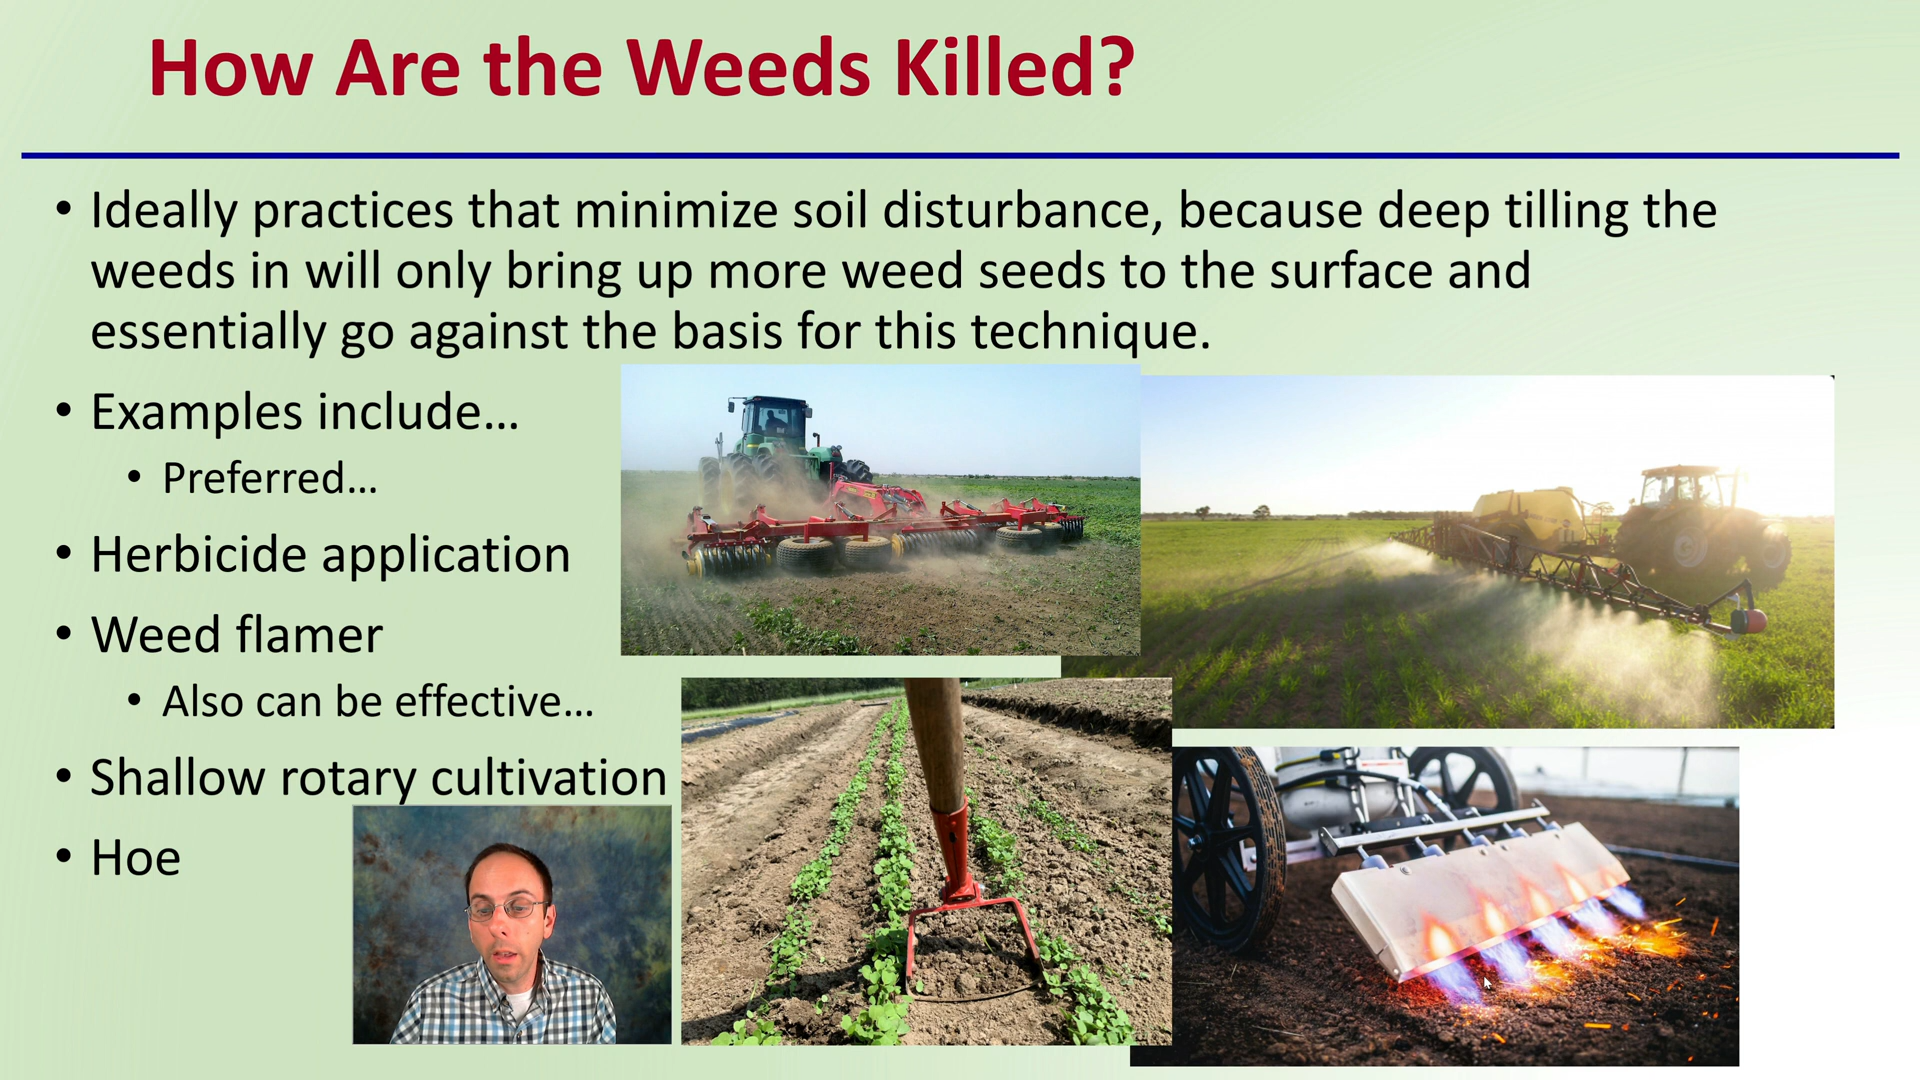 How Are the Weeds Killed?
• Ideally practices that minimize soil disturbance, because deep tilling the
weeds in will only bring up more weed seeds to the surface and
essentially go against the basis for this technique.
• Examples include...
• Preferred...
• Herbicide application
• Weed flamer
• Also can be effective...
• Shallow rotary cultivation
• Hoe